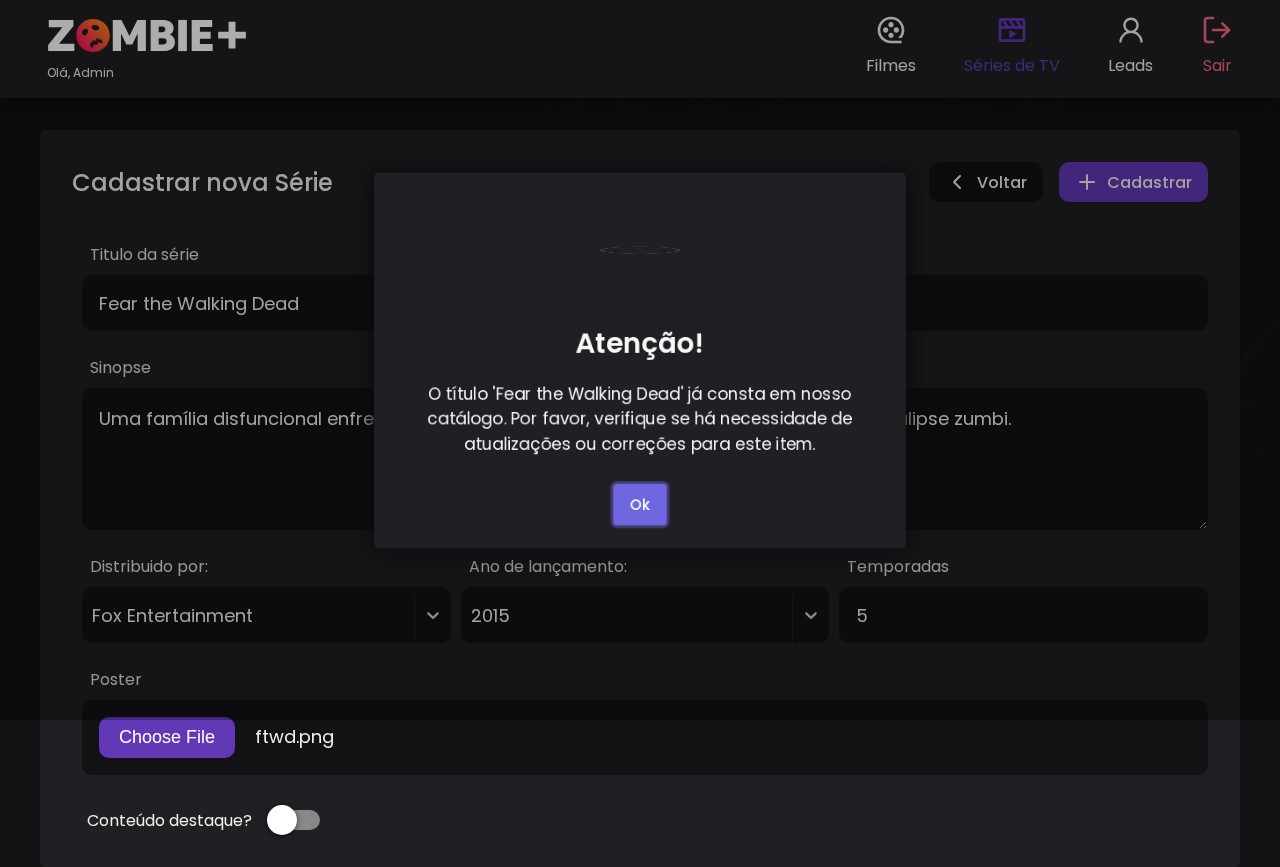 ZOMBIE+
Olá, Admin
Filmes
Séries de TV
Leads
Sair
Cadastrar nova Série
Voltar
Cadastrar
Titulo da série
Fear the Walking Dead
Sinopse
Uma família disfuncional enfre
alipse zumbi.
Atenção!
O título 'Fear the Walking Dead' já consta em nosso
catálogo. Por favor, verifique se há necessidade de
atualizações ou correções para este item.
Ok
Distribuido por:
Ano de lançamento:
Temporadas
Fox Entertainment
2015
5
Poster
Choose File
ftwd.png
Conteúdo destaque?